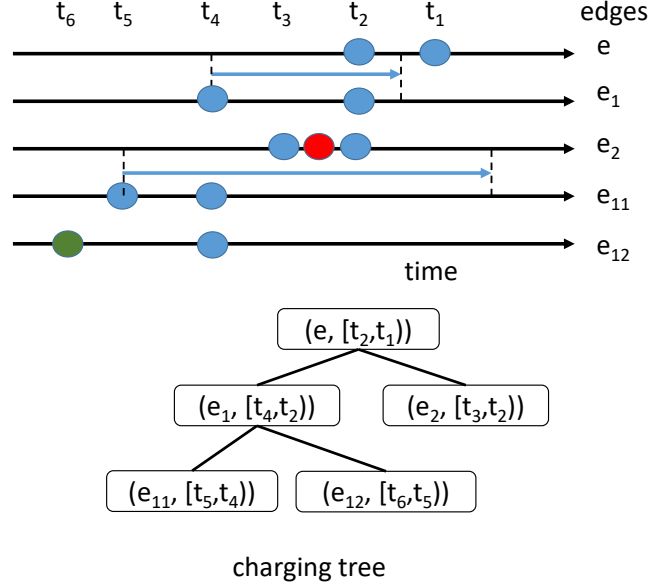 t₆ t₅ t₄ t₃ t₂ t₁ edges
e
e₁
e₂
e₁₁
e₁₂
time
(e, [t₂,t₁))
(e₁, [t₄,t₂)) (e₂, [t₃,t₂))
(e₁₁, [t₅,t₄)) (e₁₂, [t₆,t₅))
charging tree